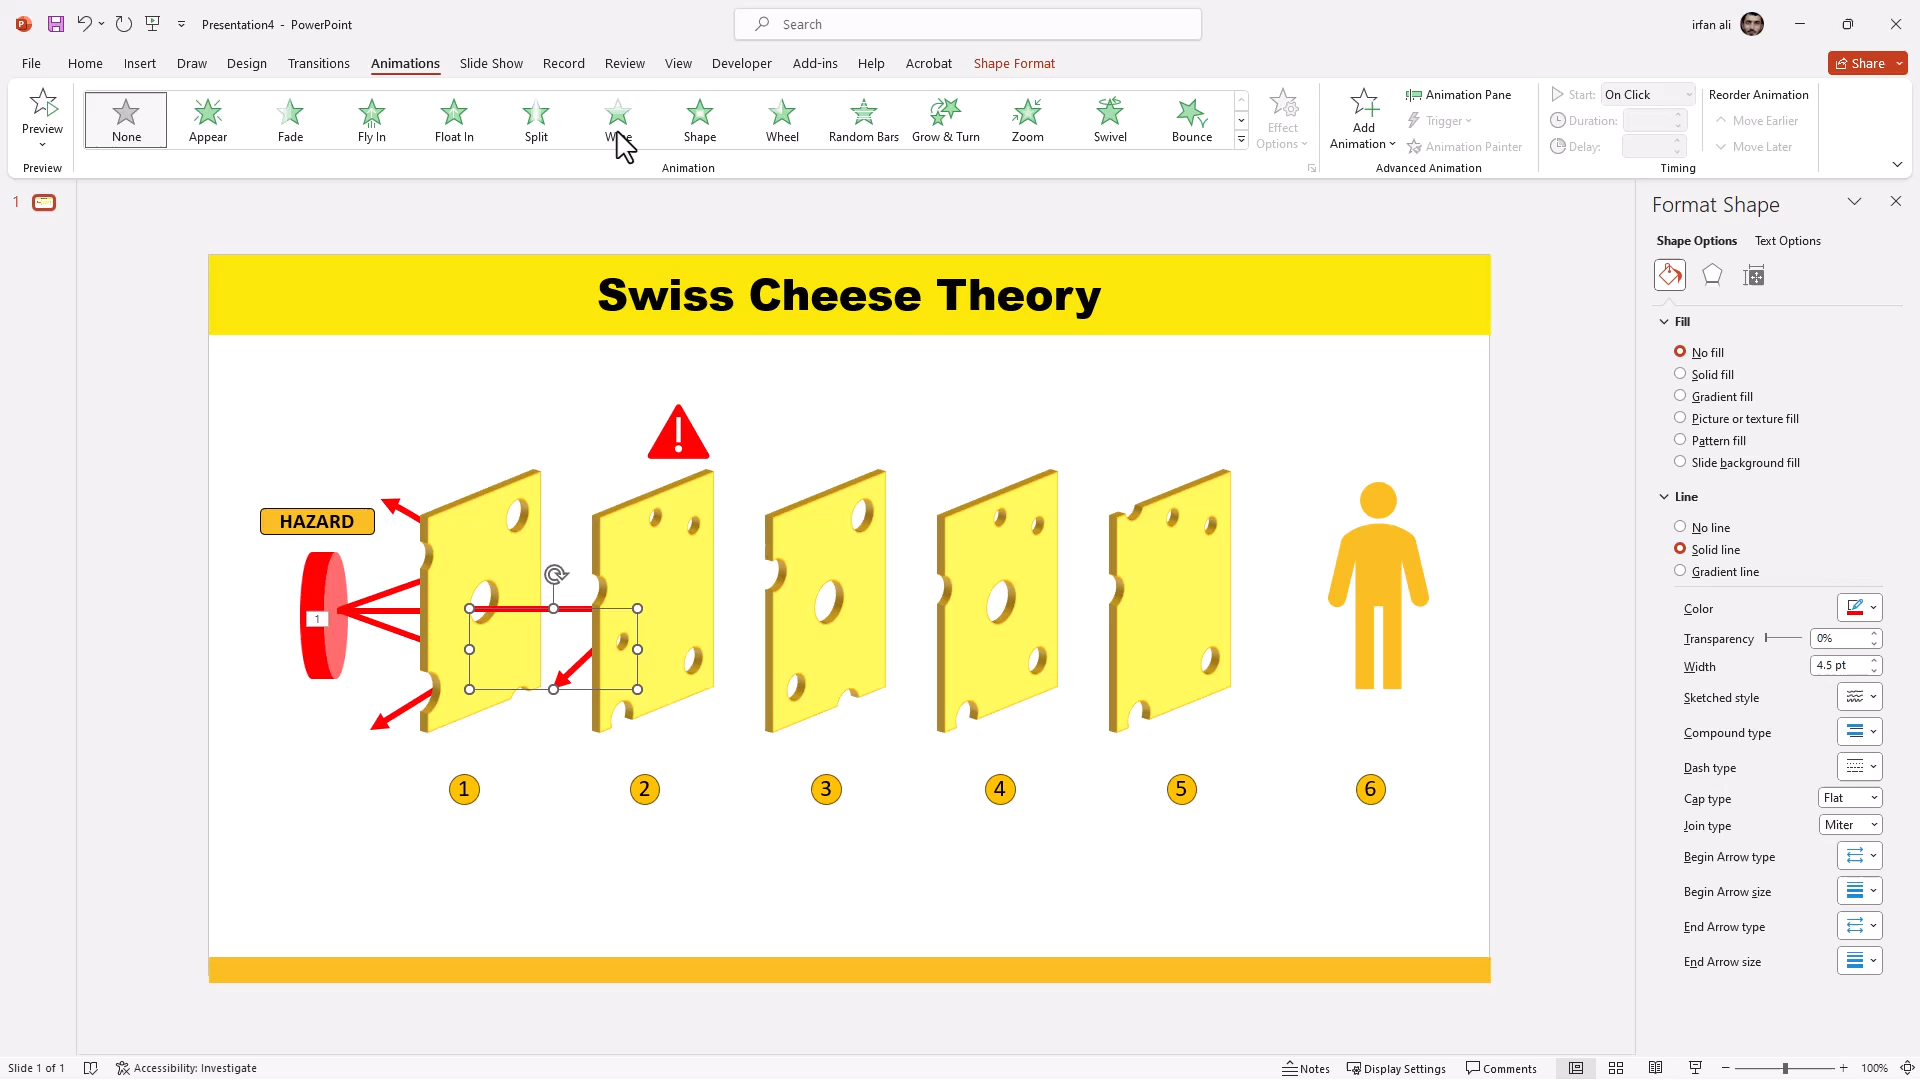 Presentation4 - PowerPoint
Search
irfan ali
File Home Insert Draw Design Transitions Animations Slide Show Record Review View Developer Add-ins Help Acrobat Shape Format
Share
Preview
Preview
None Appear Fade Fly In Float In Split Wipe Shape Wheel Random Bars Grow & Turn Zoom Swivel Bounce
Animation
Effect
Options
Add
Animation
Animation Pane
Trigger
Animation Painter
Advanced Animation
Start: On Click
Duration:
Delay:
Reorder Animation
Move Earlier
Move Later
Timing
1
Swiss Cheese Theory
HAZARD
1
1 2 3 4 5 6
Format Shape
Shape Options Text Options
Fill
No fill
Solid fill
Gradient fill
Picture or texture fill
Pattern fill
Slide background fill
Line
No line
Solid line
Gradient line
Color
Transparency 0%
Width 4.5 pt
Sketched style
Compound type
Dash type
Cap type Flat
Join type Miter
Begin Arrow type
Begin Arrow size
End Arrow type
End Arrow size
Slide 1 of 1 Accessibility: Investigate Notes Display Settings Comments 100%